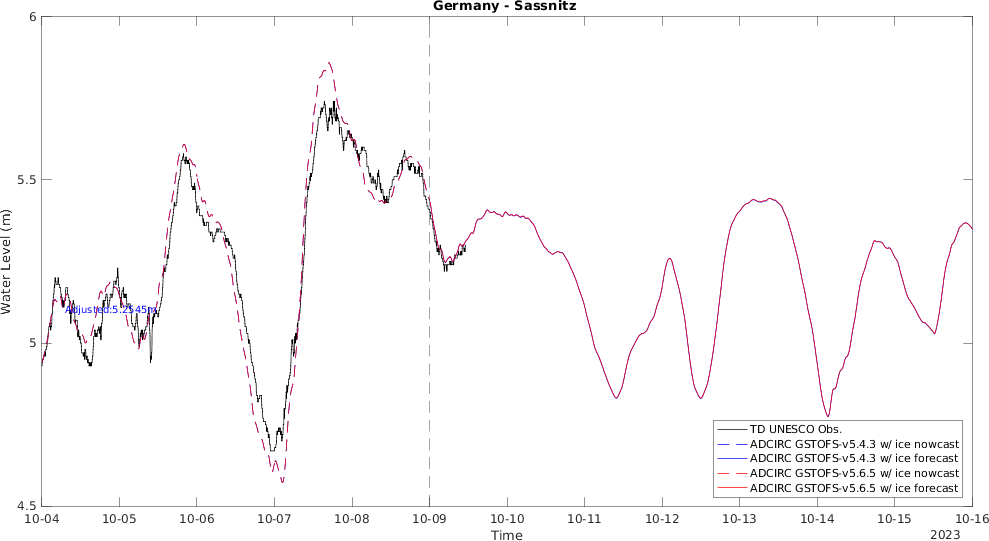 Germany - Sassnitz
6
5.5
5
4.5
Water Level (m)
Adjusted:5.2545m
TD UNESCO Obs.
ADCIRC GSTOFS-v5.4.3 w/ ice nowcast
ADCIRC GSTOFS-v5.4.3 w/ ice forecast
ADCIRC GSTOFS-v5.6.5 w/ ice nowcast
ADCIRC GSTOFS-v5.6.5 w/ ice forecast
10-04 10-05 10-06 10-07 10-08 10-09 10-10 10-11 10-12 10-13 10-14 10-15 10-16
Time
2023